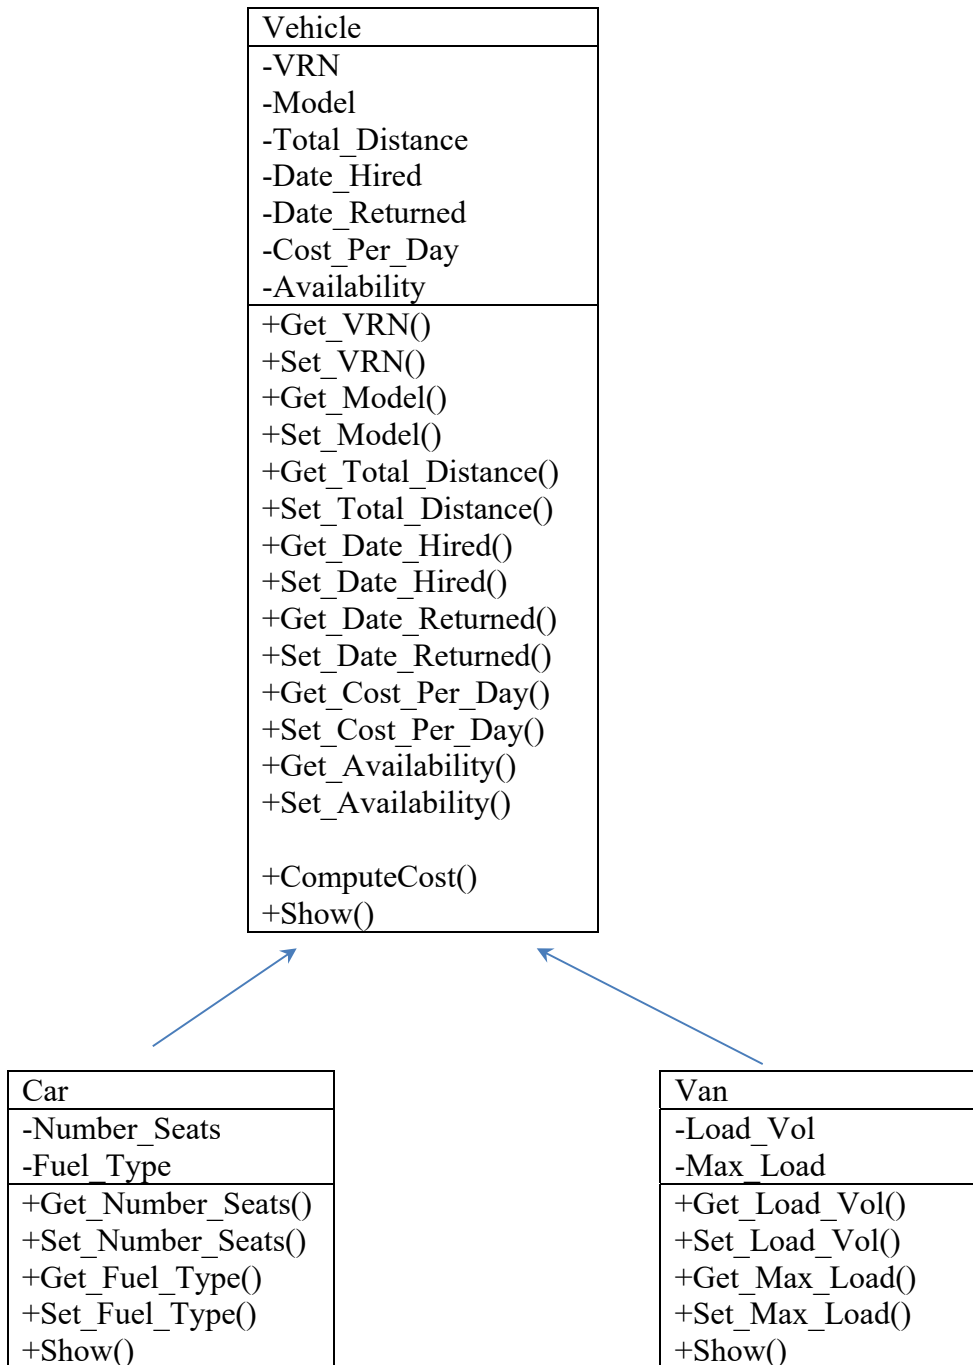 Vehicle
-VRN
-Model
-Total_Distance
-Date_Hired
-Date_Returned
-Cost_Per_Day
-Availability
+Get_VRN()
+Set_VRN()
+Get_Model()
+Set_Model()
+Get_Total_Distance()
+Set_Total_Distance()
+Get_Date_Hired()
+Set_Date_Hired()
+Get_Date_Returned()
+Set_Date_Returned()
+Get_Cost_Per_Day()
+Set_Cost_Per_Day()
+Get_Availability()
+Set_Availability()
+ComputeCost()
+Show()
Car
-Number_Seats
-Fuel_Type
+Get_Number_Seats()
+Set_Number_Seats()
+Get_Fuel_Type()
+Set_Fuel_Type()
+Show()
Van
-Load_Vol
-Max_Load
+Get_Load_Vol()
+Set_Load_Vol()
+Get_Max_Load()
+Set_Max_Load()
+Show()